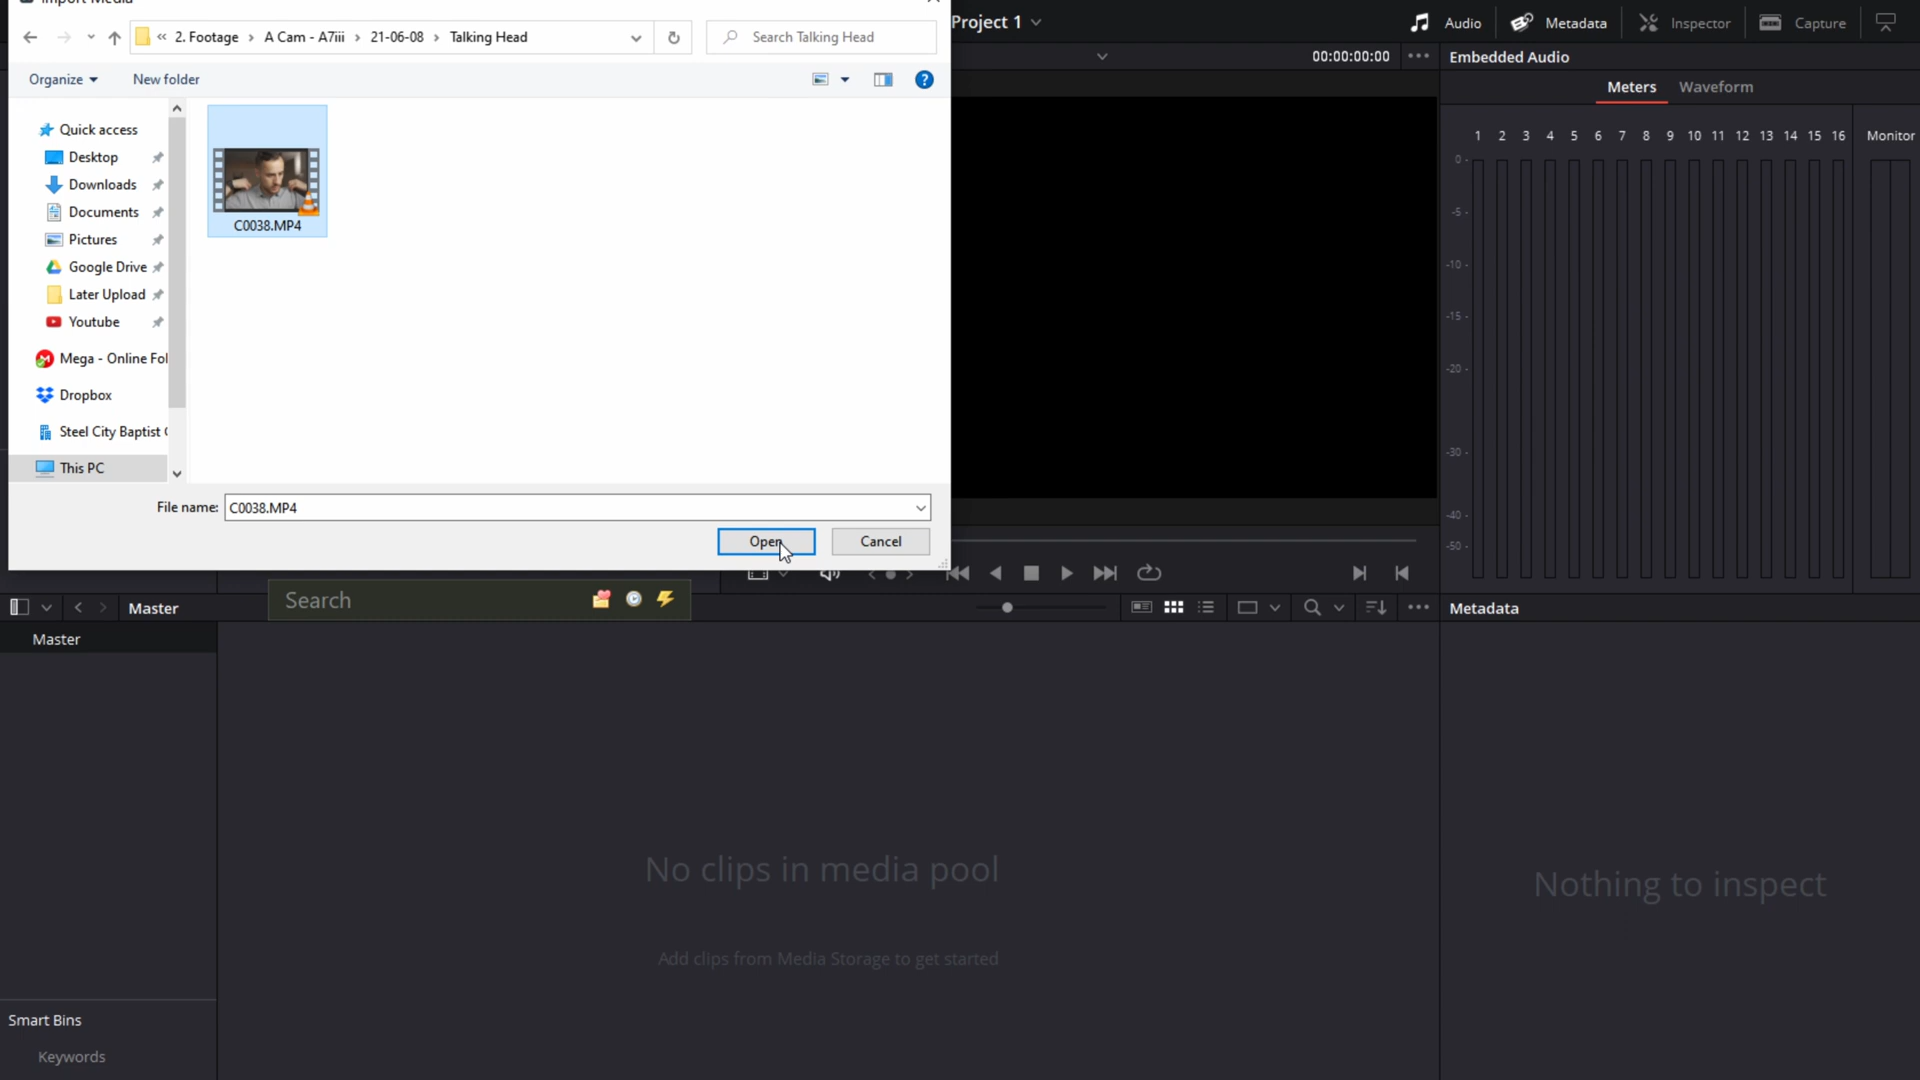 Import Media
« 2. Footage › A Cam - A7iii › 21-06-08 › Talking Head
Search Talking Head
Organize
New folder
Quick access
Desktop
Downloads
Documents
Pictures
Google Drive
Later Upload
Youtube
Mega - Online Fol
Dropbox
Steel City Baptist
This PC
C0038.MP4
File name: C0038.MP4
Open
Cancel
Project 1
Audio
Metadata
Inspector
Capture
00:00:00:00
Embedded Audio
Meters
Waveform
1 2 3 4 5 6 7 8 9 10 11 12 13 14 15 16 Monitor
0 -
-5 -
-10 -
-15 -
-20 -
-30 -
-40 -
-50 -
Master
Search
Metadata
Master
No clips in media pool
Add clips from Media Storage to get started
Nothing to inspect
Smart Bins
Keywords